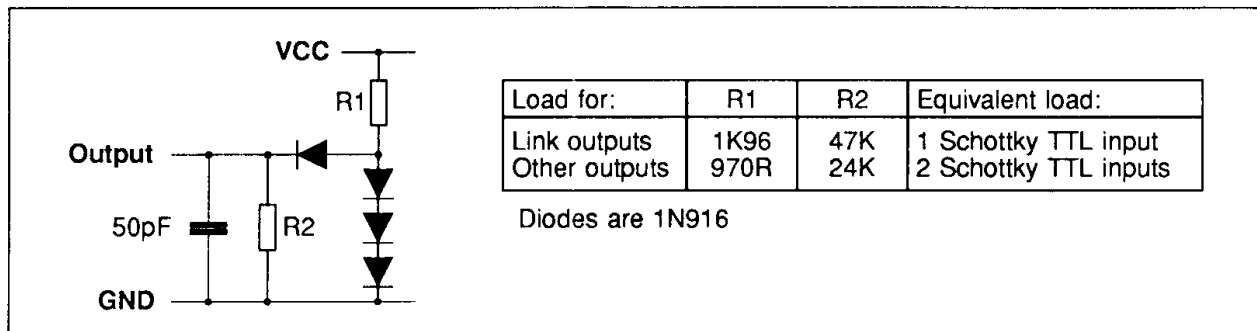 VCC
R1
Output
50pF
R2
GND
Load for: R1 R2 Equivalent load:
Link outputs 1K96 47K 1 Schottky TTL input
Other outputs 970R 24K 2 Schottky TTL inputs
Diodes are 1N916